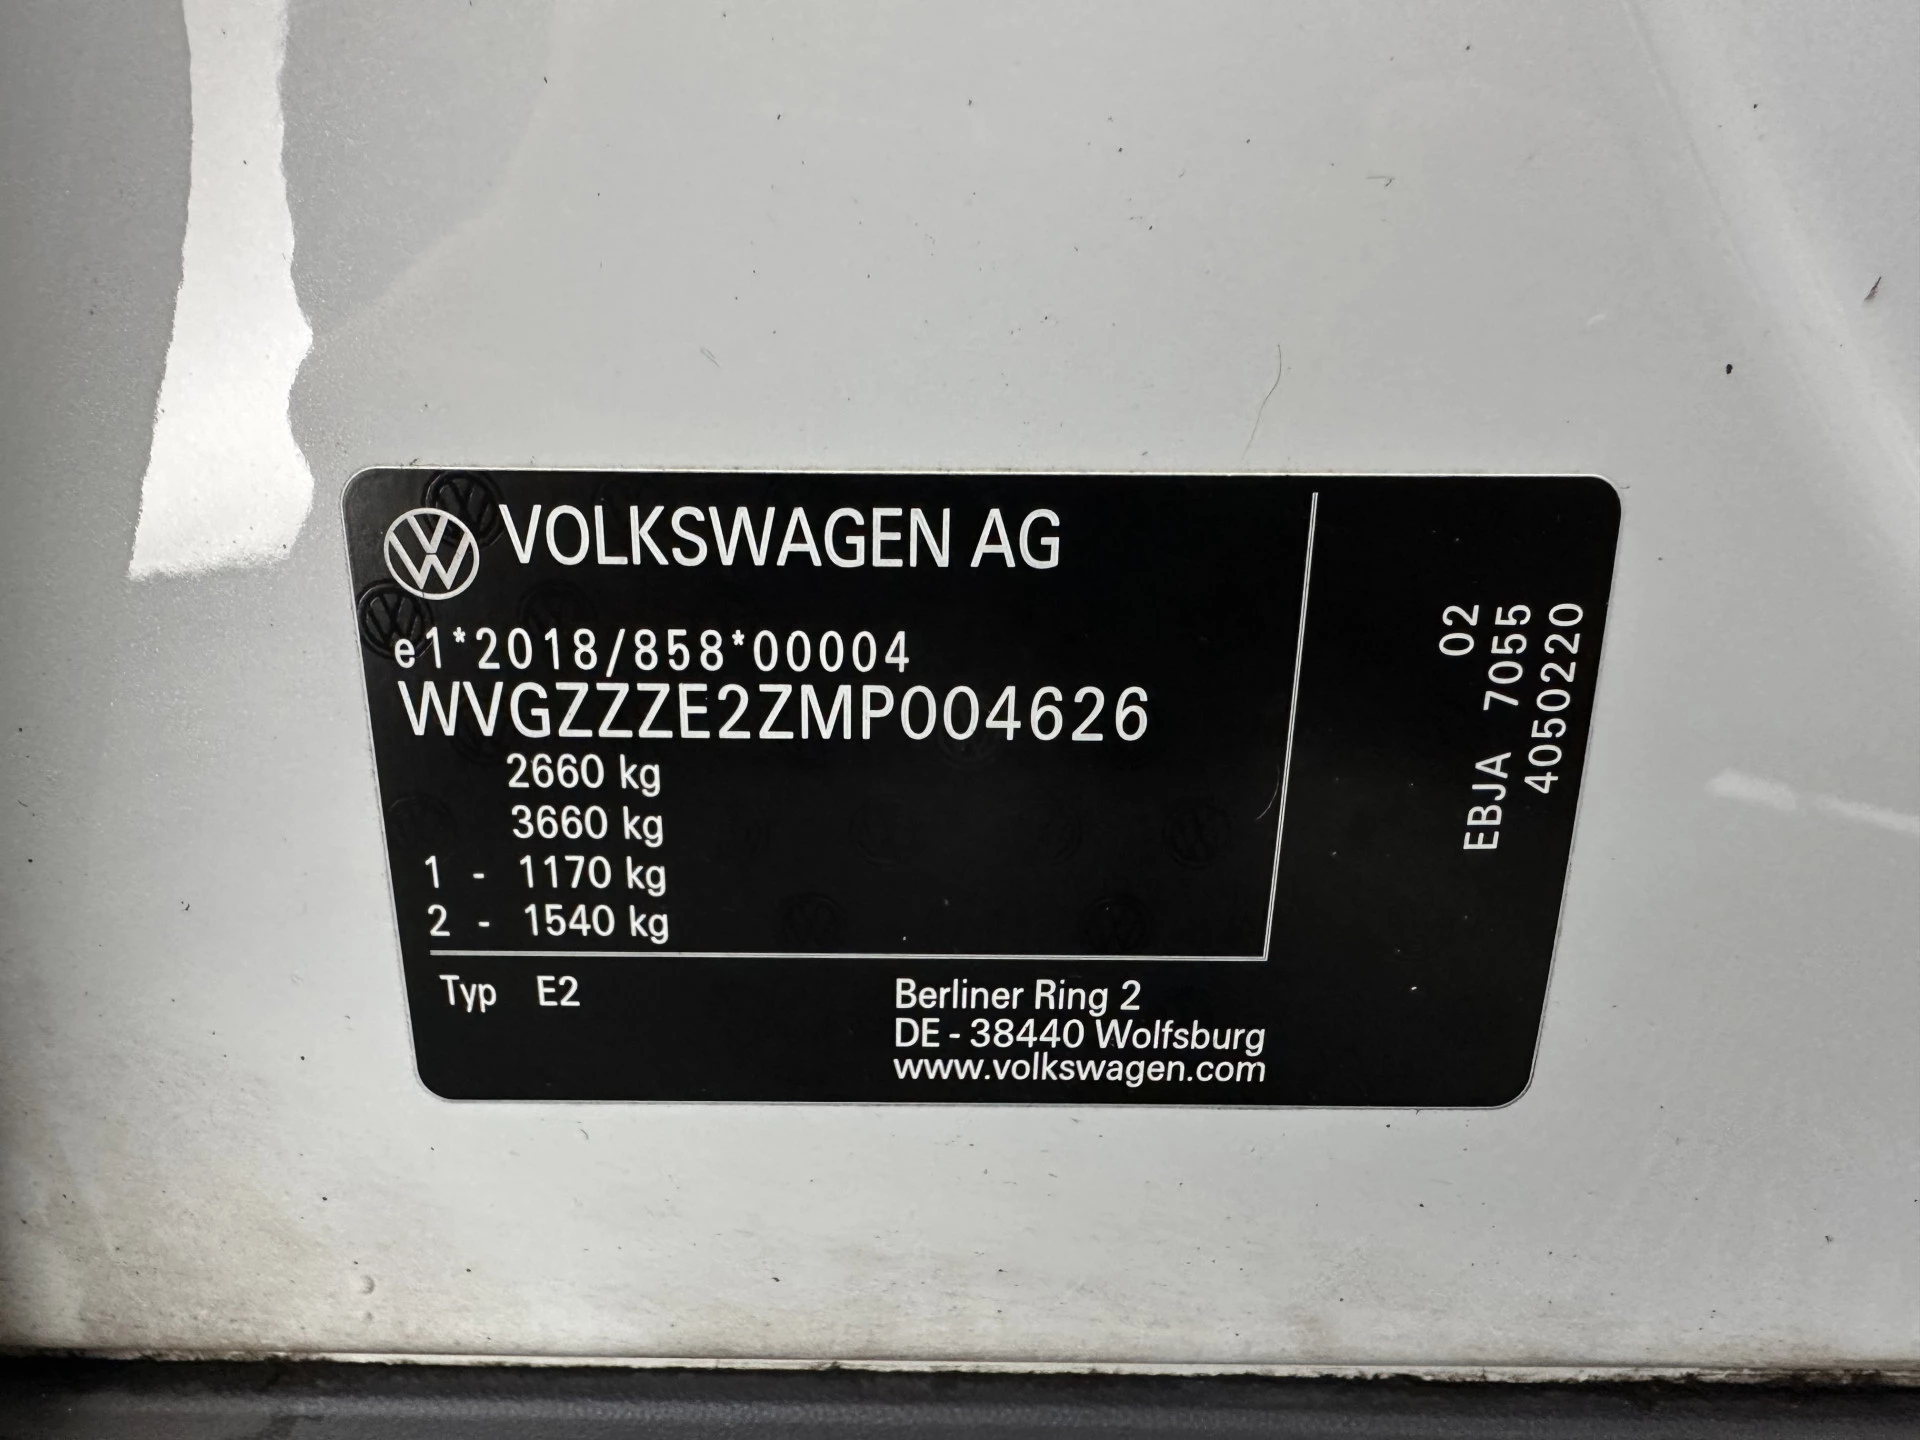 VOLKSWAGEN AG
e1*2018/858*00004
WVGZZZE2ZMP004626
2660 kg
3660 kg
1 - 1170 kg
2 - 1540 kg
Typ E2
Berliner Ring 2
DE - 38440 Wolfsburg
www.volkswagen.com
02
EBJA 7055
4050220